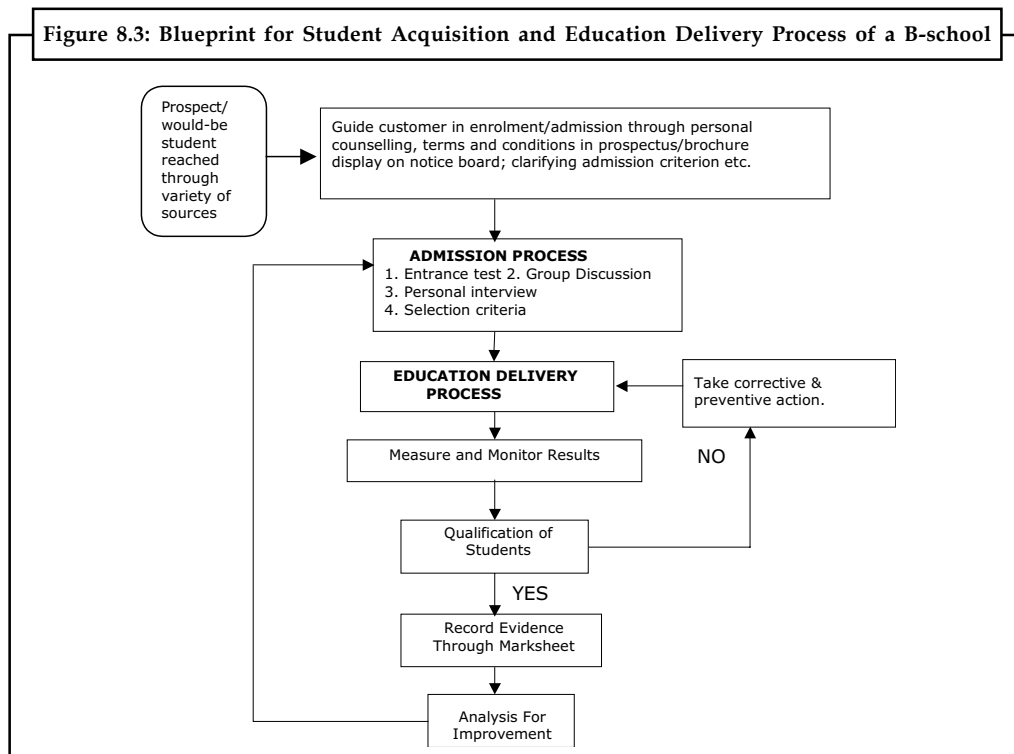 Figure 8.3: Blueprint for Student Acquisition and Education Delivery Process of a B-school
Prospect/
would-be
student
reached
through
variety of
sources
Guide customer in enrolment/admission through personal
counselling, terms and conditions in prospectus/brochure
display on notice board; clarifying admission criterion etc.
ADMISSION PROCESS
1. Entrance test 2. Group Discussion
3. Personal interview
4. Selection criteria
EDUCATION DELIVERY
PROCESS
Take corrective &
preventive action.
Measure and Monitor Results
NO
Qualification of
Students
YES
Record Evidence
Through Marksheet
Analysis For
Improvement